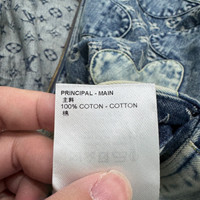 PRINCIPAL - MAIN
主料
100% COTON - COTTON
棉